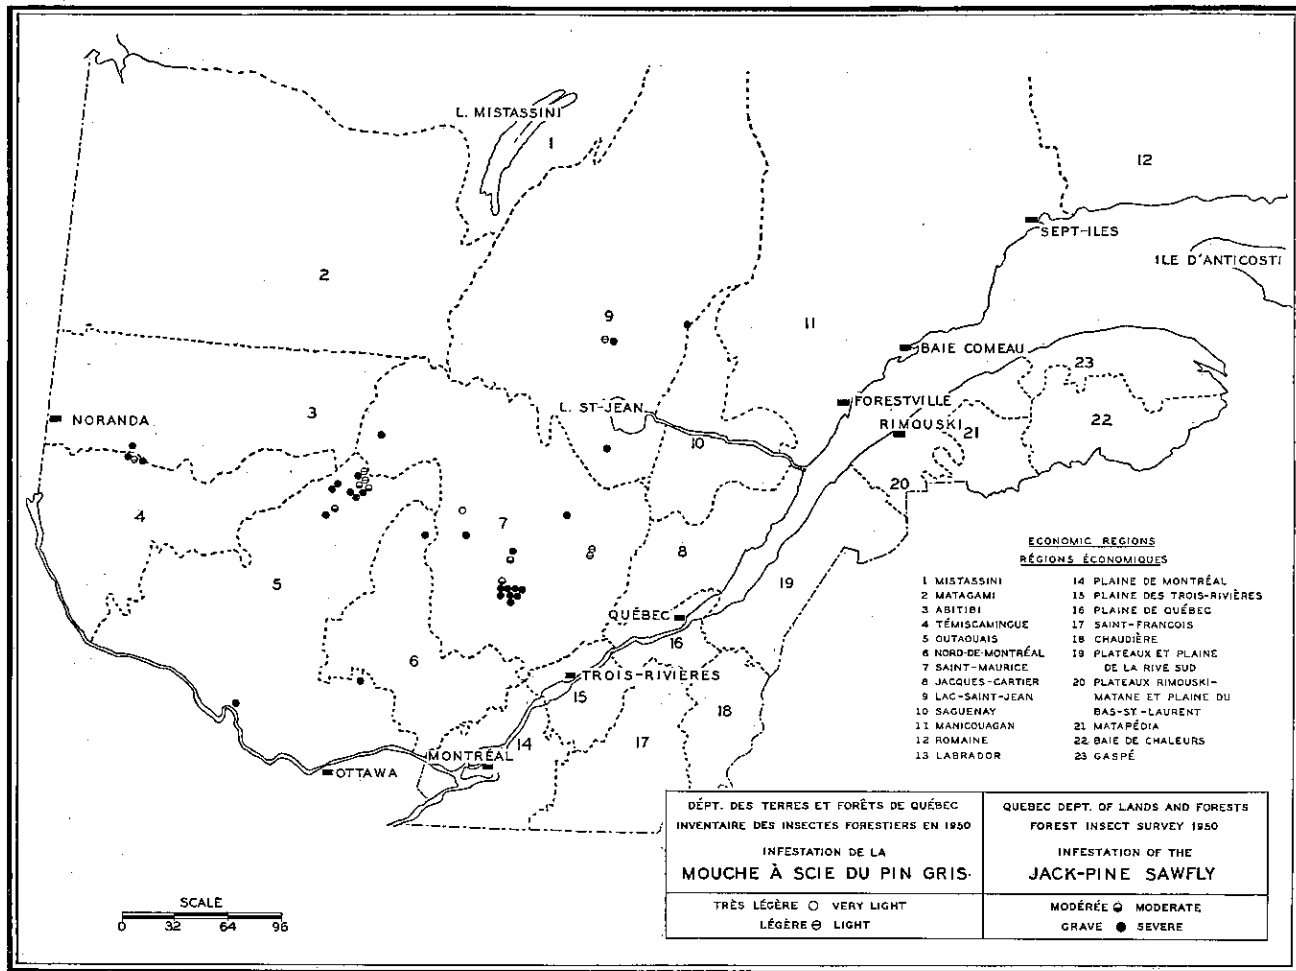 L. MISTASSINI
1
12
SEPT-ILES
ILE D'ANTICOSTI
2
9
11
BAIE COMEAU
23
NORANDA
3
L. ST-JEAN
FORESTVILLE
RIMOUSKI
22
21
10
20
4
7
8
5
19
QUÉBEC
16
6
TROIS-RIVIÈRES
15
18
14
17
MONTRÉAL
OTTAWA
ECONOMIC REGIONS
RÉGIONS ÉCONOMIQUES
1 MISTASSINI
2 MATAGAMI
3 ABITIBI
4 TÉMISCAMINGUE
5 OUTAOUAIS
6 NORD-DE-MONTRÉAL
7 SAINT-MAURICE
8 JACQUES-CARTIER
9 LAC-SAINT-JEAN
10 SAGUENAY
11 MANICOUAGAN
12 ROMAINE
13 LABRADOR
14 PLAINE DE MONTRÉAL
15 PLAINE DES TROIS-RIVIÈRES
16 PLAINE DE QUÉBEC
17 SAINT-FRANCOIS
18 CHAUDIÈRE
19 PLATEAUX ET PLAINE
DE LA RIVE SUD
20 PLATEAUX RIMOUSKI-
MATANE ET PLAINE DU
BAS-ST-LAURENT
21 MATAPÉDIA
22 BAIE DE CHALEURS
23 GASPÉ
DÉPT. DES TERRES ET FORÊTS DE QUÉBEC
INVENTAIRE DES INSECTES FORESTIERS EN 1950
INFESTATION DE LA
MOUCHE À SCIE DU PIN GRIS.
QUEBEC DEPT. OF LANDS AND FORESTS
FOREST INSECT SURVEY 1950
INFESTATION OF THE
JACK-PINE SAWFLY
TRÈS LÉGÈRE VERY LIGHT
LÉGÈRE LIGHT
MODÉRÉE MODERATE
GRAVE SEVERE
SCALE
0 32 64 96